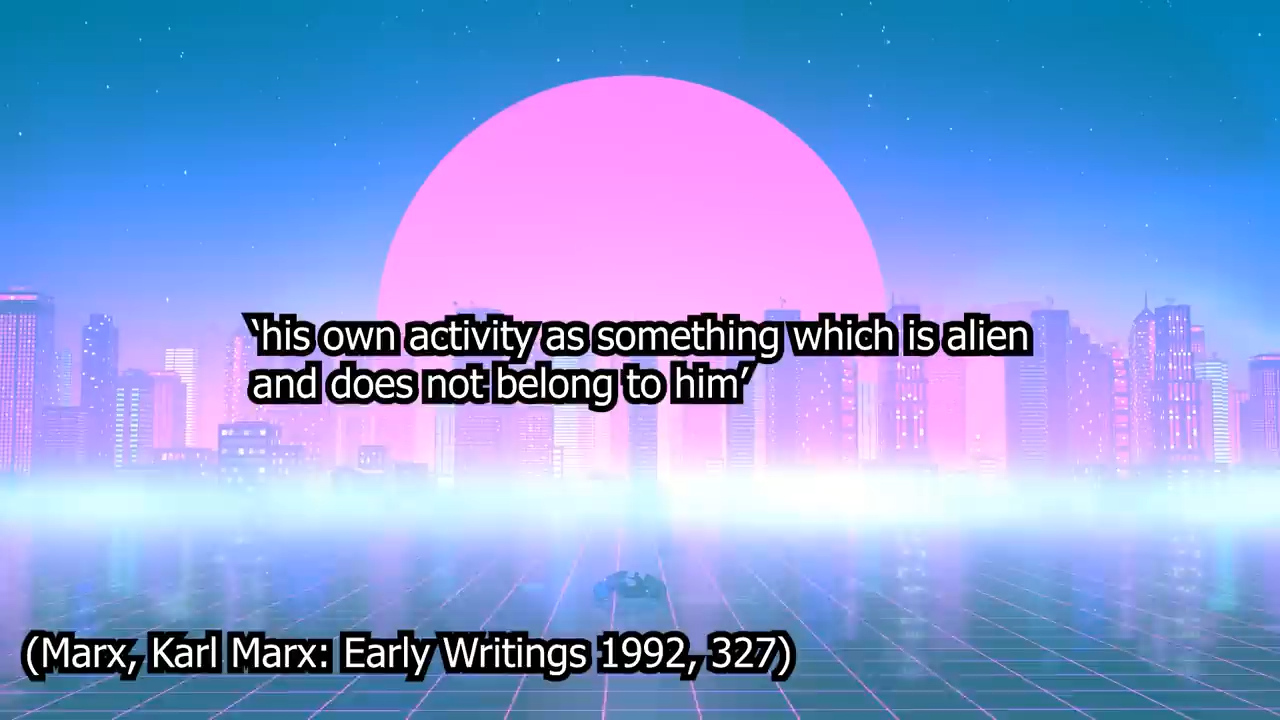 ‘his own activity as something which is alien
and does not belong to him’
(Marx, Karl Marx: Early Writings 1992, 327)